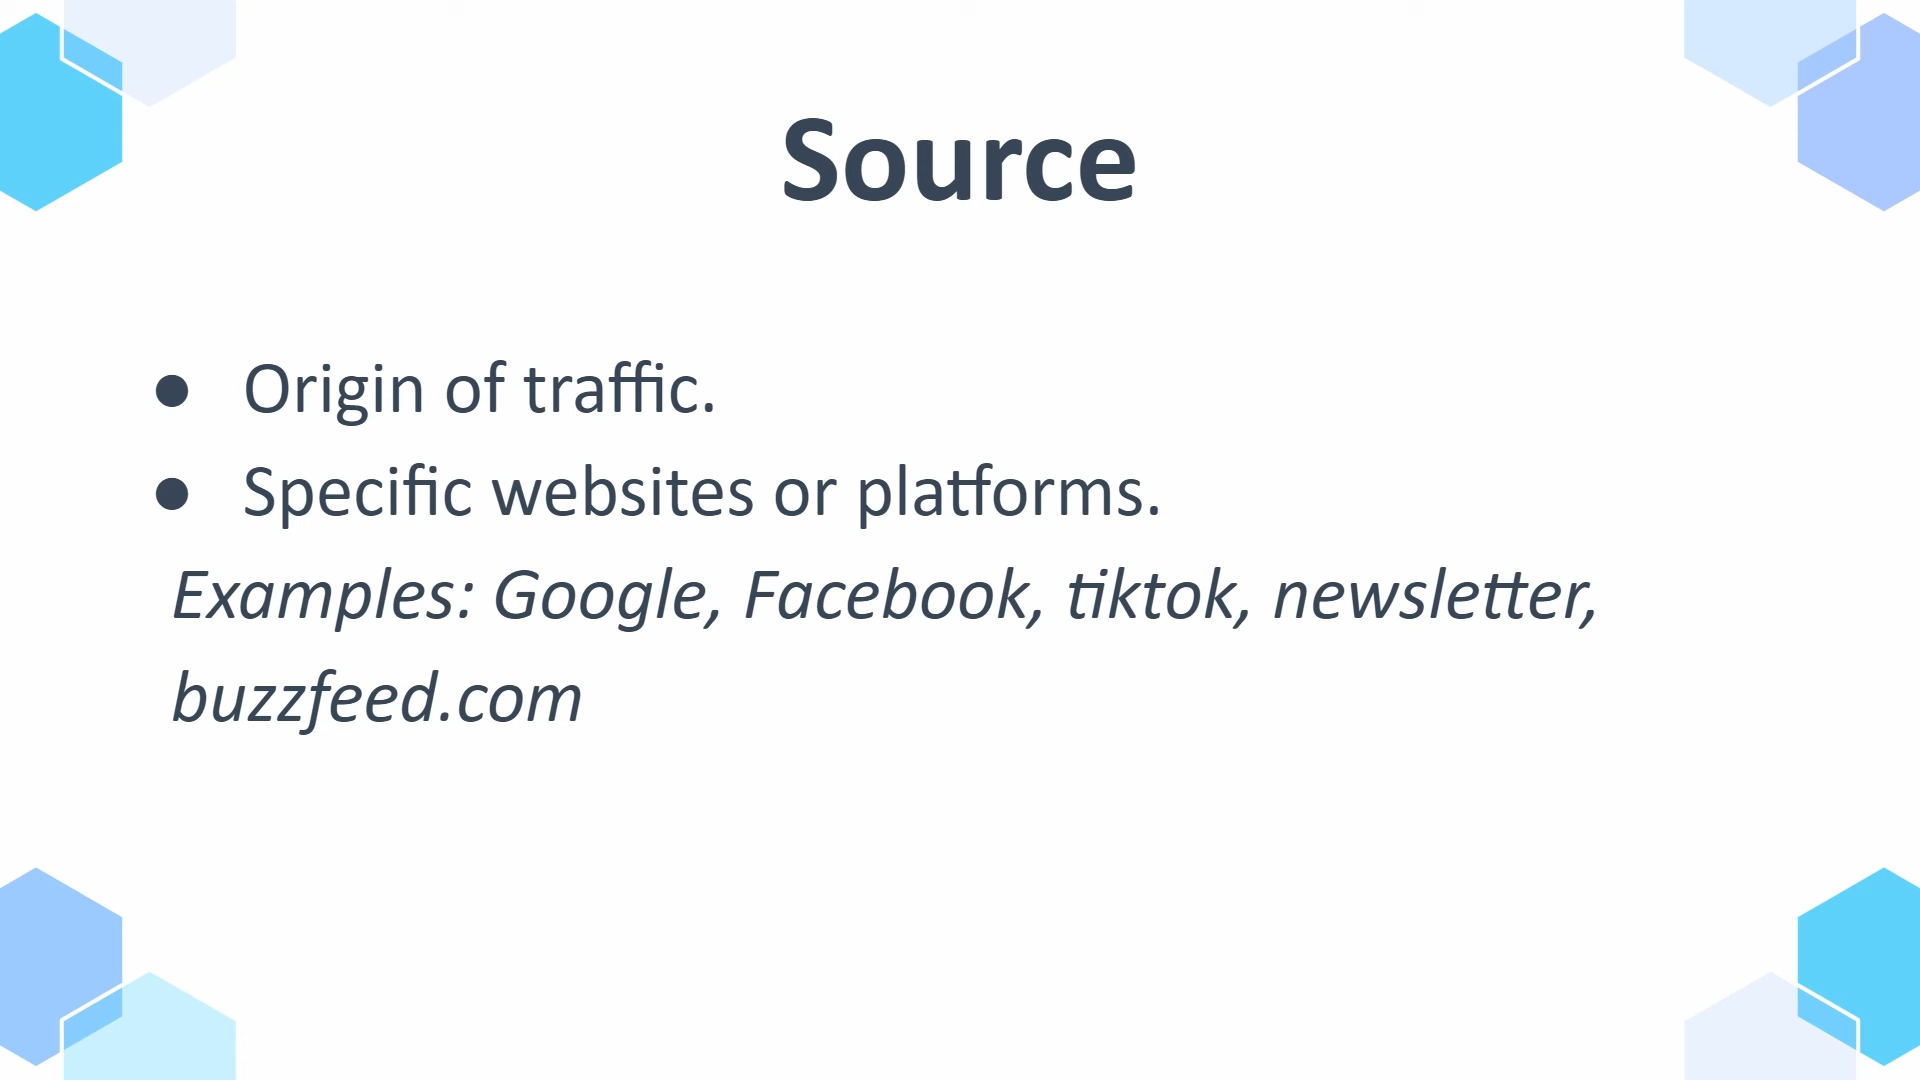 Source
● Origin of traffic.
● Specific websites or platforms.
Examples: Google, Facebook, tiktok, newsletter,
buzzfeed.com